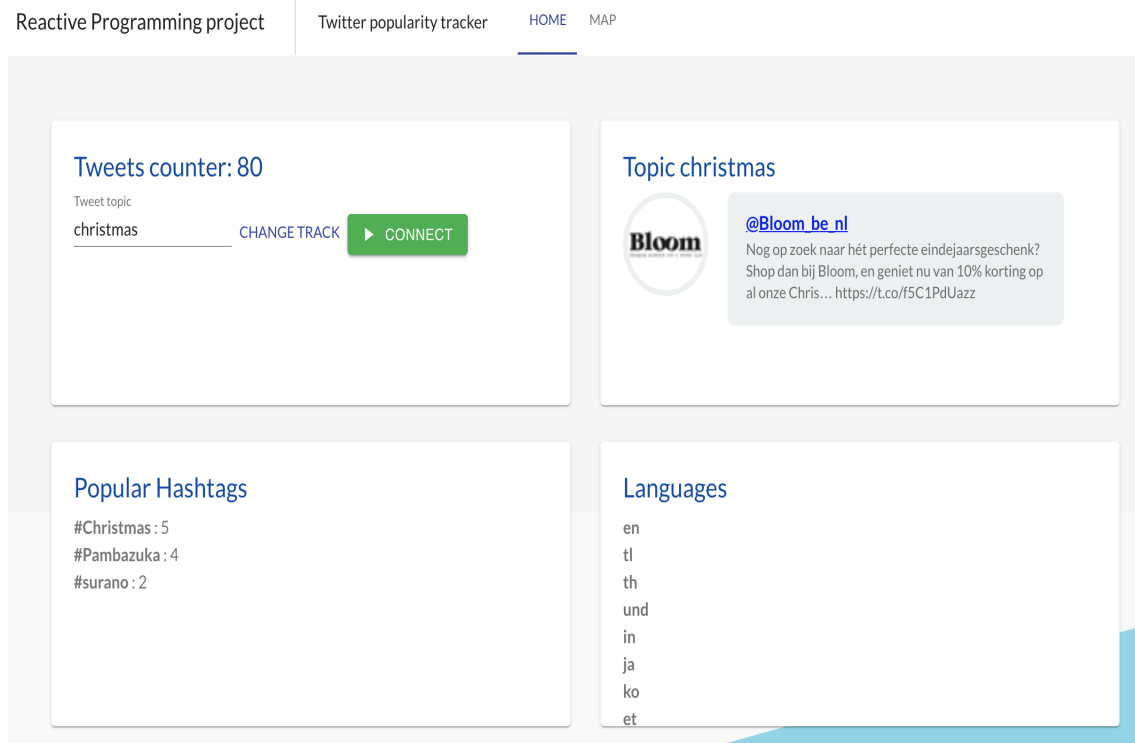 Reactive Programming project
Twitter popularity tracker
HOME
MAP
Tweets counter: 80
Tweet topic
christmas
CHANGE TRACK
CONNECT
Topic christmas
Bloom
@Bloom_be_nl
Nog op zoek naar hét perfecte eindejaarsgeschenk?
Shop dan bij Bloom, en geniet nu van 10% korting op
al onze Chris… https://t.co/f5C1PdUazz
Popular Hashtags
#Christmas : 5
#Pambazuka : 4
#surano : 2
Languages
en
tl
th
und
in
ja
ko
et